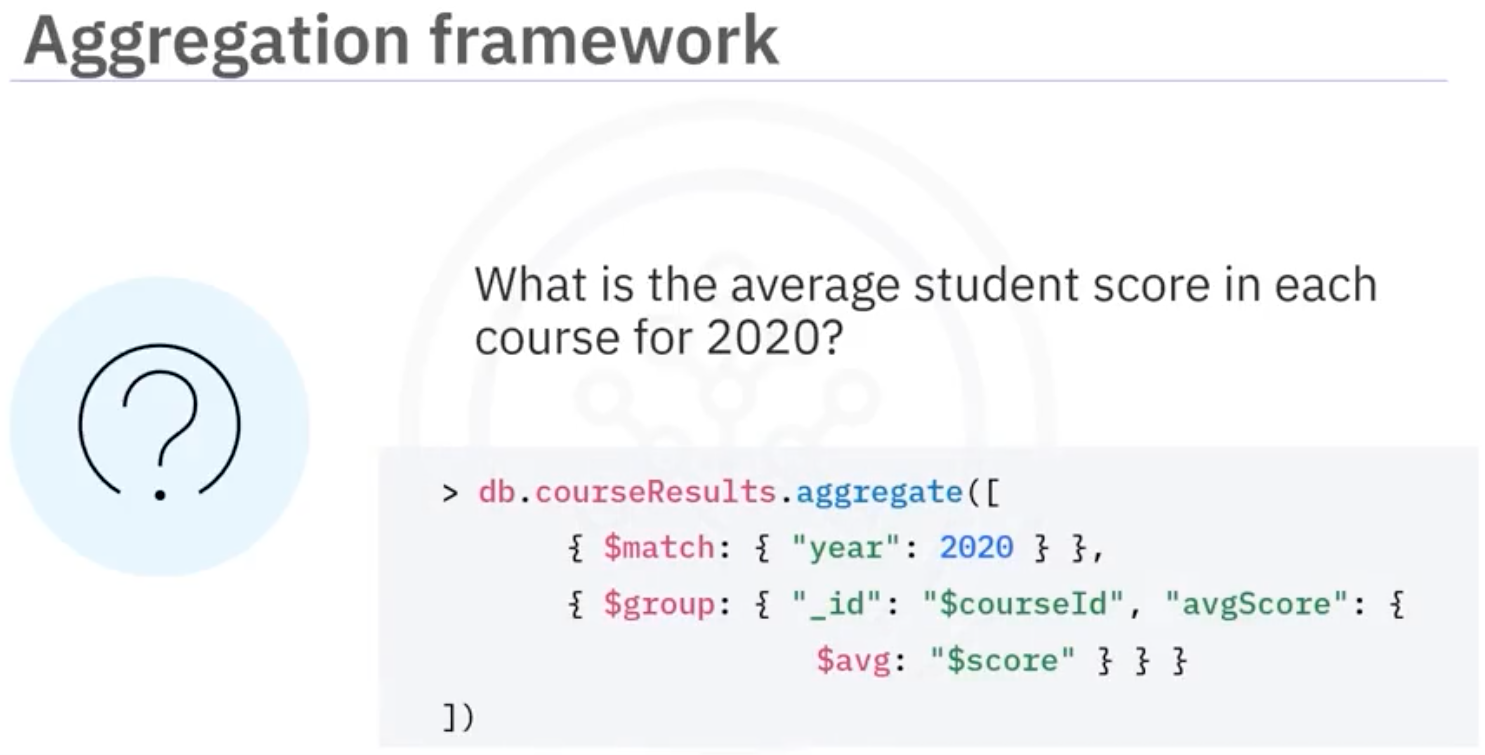 Aggregation framework
What is the average student score in each
course for 2020?
> db.courseResults.aggregate([
{ $match: { "year": 2020 } },
{ $group: { "_id": "$courseId", "avgScore": {
$avg: "$score" } } }
])